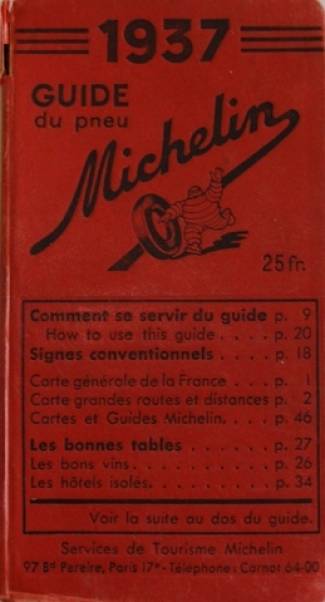 1937
GUIDE
du pneu
Michelin
25 fr.
Comment se servir du guide p. 9
How to use this guide . . . . p. 20
Signes conventionnels . . . . p. 18
Carte générale de la France . . . p. 1
Carte grandes routes et distances p. 2
Cartes et Guides Michelin. . . . p. 46
Les bonnes tables . . . . . . . p. 27
Les bons vins. . . . . . . . . . p. 26
Les hôtels isolés. . . . . . . . . p. 34
Voir la suite au dos du guide.
Services de Tourisme Michelin
97 Bd Pereire, Paris 17e - Téléphone: Carnot 64-00